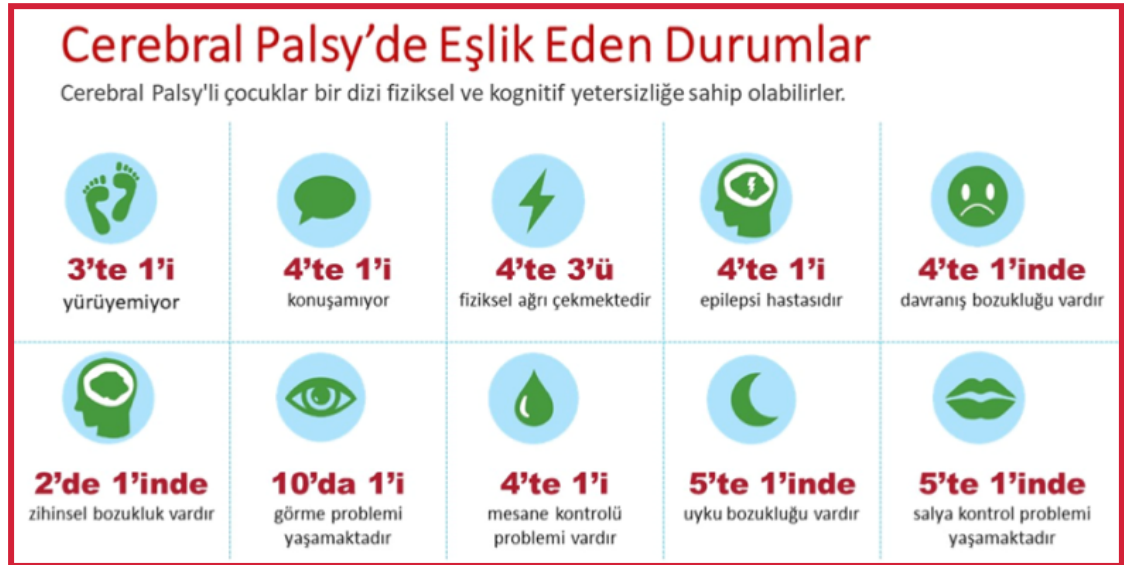 Cerebral Palsy’de Eşlik Eden Durumlar
Cerebral Palsy'li çocuklar bir dizi fiziksel ve kognitif yetersizliğe sahip olabilirler.
3’te 1’i
yürüyemiyor
4’te 1’i
konuşamıyor
4’te 3’ü
fiziksel ağrı çekmektedir
4’te 1’i
epilepsi hastasıdır
4’te 1’inde
davranış bozukluğu vardır
2’de 1’inde
zihinsel bozukluk vardır
10’da 1’i
görme problemi
yaşamaktadır
4’te 1’i
mesane kontrolü
problemi vardır
5’te 1’inde
uyku bozukluğu vardır
5’te 1’inde
salya kontrol problemi
yaşamaktadır